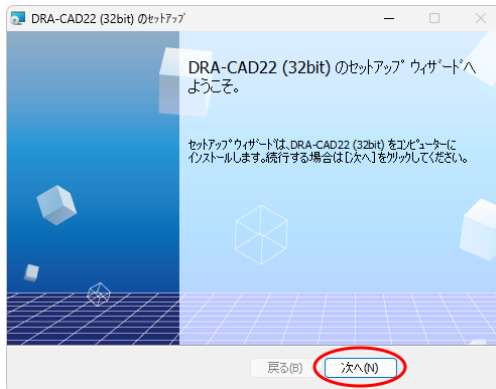 DRA-CAD22 (32bit) のセットアップ
DRA-CAD22 (32bit) のセットアップ ウィザードへ
ようこそ。
セットアップ ウィザードは、DRA-CAD22 (32bit) をコンピューターに
インストールします。続行する場合は[次へ]をクリックしてください。
戻る(B) 次へ(N)